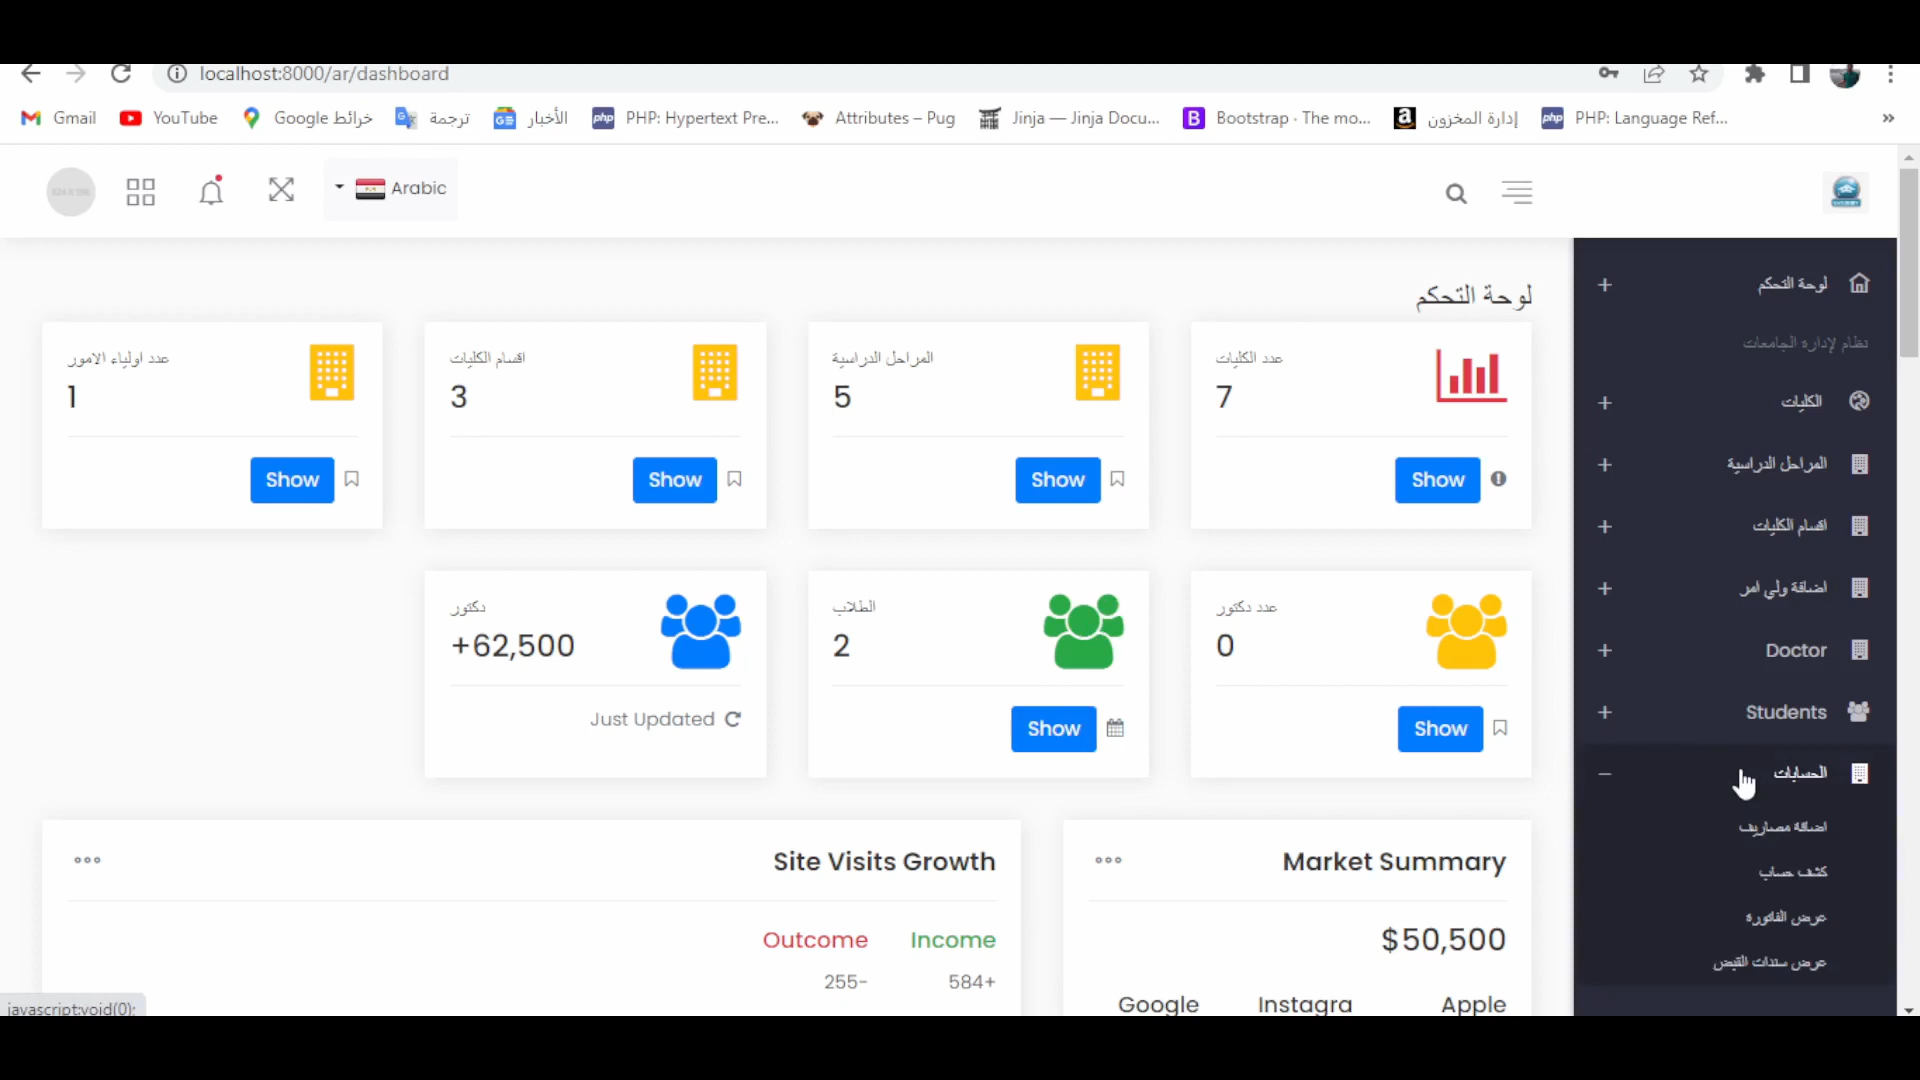 localhost:8000/ar/dashboard
Gmail
YouTube
خرائط Google
ترجمة
الأخبار
PHP: Hypertext Pre...
Attributes – Pug
Jinja — Jinja Docu...
Bootstrap · The mo...
إدارة المخزون
PHP: Language Ref...
Arabic
لوحة التحكم
عدد الكليات
7
Show
المراحل الدراسية
5
Show
اقسام الكليات
3
Show
عدد اولياء الامور
1
Show
عدد دكتور
0
Show
الطلاب
2
Show
دكتور
+62,500
Just Updated
Market Summary
$50,500
Apple
Instagra
Google
Site Visits Growth
Income
584+
Outcome
255-
لوحة التحكم
نظام لإدارة الجامعات
الكليات
المراحل الدراسية
اقسام الكليات
اضافة ولي امر
Doctor
Students
الحسابات
اضافة مصاريف
كشف حساب
عرض الفاتورة
عرض سندات القبض
javascript:void(0);